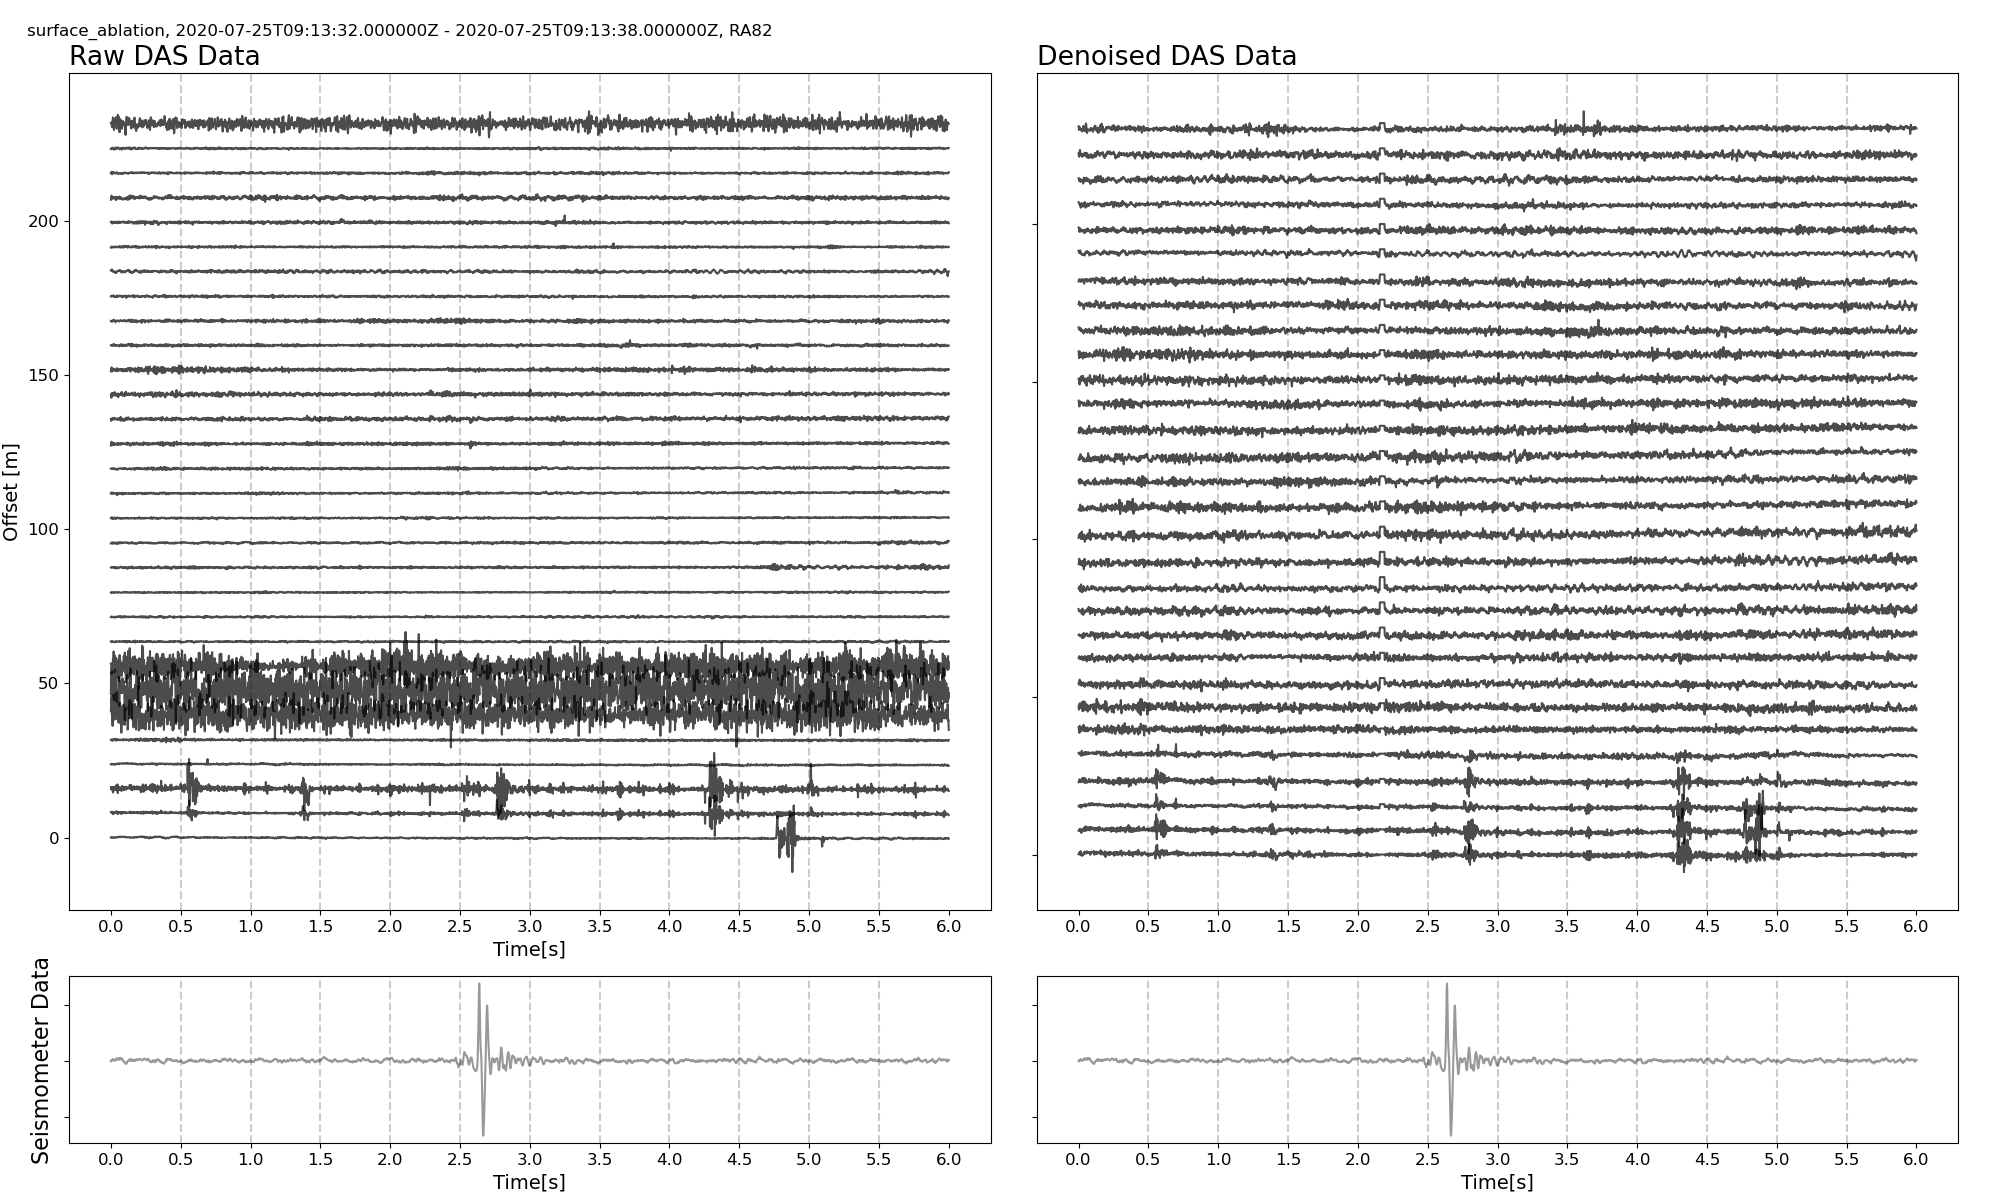 surface_ablation, 2020-07-25T09:13:32.000000Z - 2020-07-25T09:13:38.000000Z, RA82
Raw DAS Data
Denoised DAS Data
Offset [m]
200
150
100
50
0
0.0 0.5 1.0 1.5 2.0 2.5 3.0 3.5 4.0 4.5 5.0 5.5 6.0
Time[s]
0.0 0.5 1.0 1.5 2.0 2.5 3.0 3.5 4.0 4.5 5.0 5.5 6.0
Seismometer Data
0.0 0.5 1.0 1.5 2.0 2.5 3.0 3.5 4.0 4.5 5.0 5.5 6.0
Time[s]
0.0 0.5 1.0 1.5 2.0 2.5 3.0 3.5 4.0 4.5 5.0 5.5 6.0
Time[s]